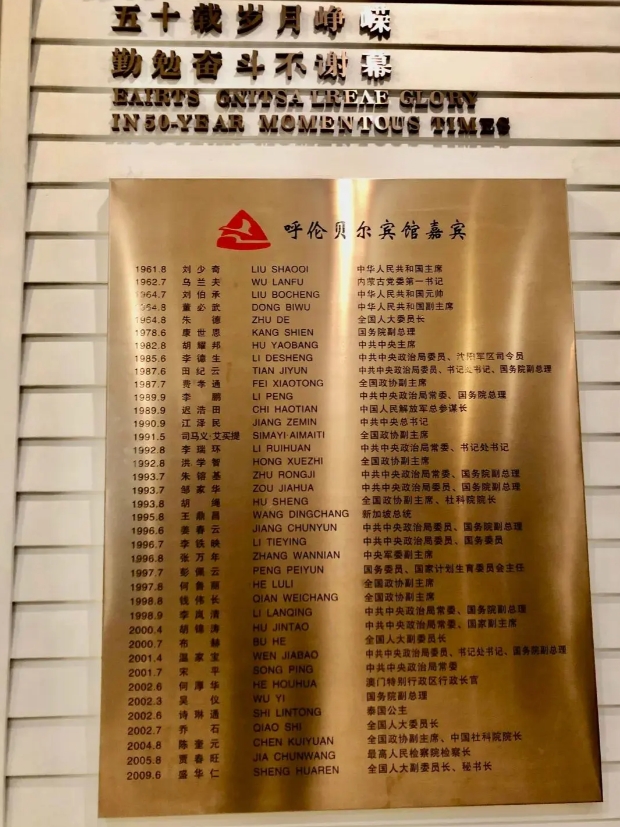 五十载岁月峥嵘
勤勉奋斗不谢幕
EAIRTS GNITSA LREAE GLORY
IN 50-YEAR MOMENTOUS TIM
呼伦贝尔宾馆嘉宾
1961.8 刘少奇 LIU SHAOQI 中华人民共和国主席
1962.7 乌兰夫 WU LANFU 内蒙古党委第一书记
1964.7 刘伯承 LIU BOCHENG 中华人民共和国元帅
1964.8 董必武 DONG BIWU 中华人民共和国副主席
1964.8 朱德 ZHU DE 全国人大委员长
1978.6 康世恩 KANG SHIEN 国务院副总理
1982.8 胡耀邦 HU YAOBANG 中共中央主席
1985.6 李德生 LI DESHENG 中共中央政治局委员、沈阳军区司令员
1987.6 田纪云 TIAN JIYUN 中共中央政治局委员、书记处书记、国务院副总理
1987.7 费孝通 FEI XIAOTONG 全国政协副主席
1989.9 李鹏 LI PENG 中共中央政治局常委、国务院总理
1989.9 迟浩田 CHI HAOTIAN 中国人民解放军总参谋长
1990.9 江泽民 JIANG ZEMIN 中共中央总书记
1991.5 司马义·艾买提 SIMAYI·AIMAITI 全国政协副主席
1992.8 李瑞环 LI RUIHUAN 中共中央政治局常委、书记处书记
1992.8 洪学智 HONG XUEZHI 全国政协副主席
1993.7 朱镕基 ZHU RONGJI 中共中央政治局常委、国务院副总理
1993.7 邹家华 ZOU JIAHUA 中共中央政治局委员、国务院副总理
1993.8 胡绳 HU SHENG 全国政协副主席、社科院院长
1995.8 王鼎昌 WANG DINGCHANG 新加坡总统
1996.6 姜春云 JIANG CHUNYUN 中共中央政治局委员、国务院副总理
1996.7 李铁映 LI TIEYING 中共中央政治局委员、国务委员
1996.8 张万年 ZHANG WANNIAN 中央军委副主席
1997.7 彭佩云 PENG PEIYUN 国务委员、国家计划生育委员会主任
1997.8 何鲁丽 HE LULI 全国政协副主席
1998.8 钱伟长 QIAN WEICHANG 全国政协副主席
1998.9 李岚清 LI LANQING 中共中央政治局常委、国务院副总理
2000.4 胡锦涛 HU JINTAO 中共中央政治局常委、国家副主席
2000.7 布赫 BU HE 全国人大副委员长
2001.4 温家宝 WEN JIABAO 中共中央政治局委员、书记处书记、国务院副总理
2001.7 宋平 SONG PING 中共中央政治局常委
2002.6 何厚华 HE HOUHUA 澳门特别行政区行政长官
2002.3 吴仪 WU YI 国务院副总理
2002.6 诗琳通 SHI LINTONG 泰国公主
2002.7 乔石 QIAO SHI 全国人大委员长
2004.8 陈奎元 CHEN KUIYUAN 全国政协副主席、中国社科院院长
2005.8 贾春旺 JIA CHUNWANG 最高人民检察院检察长
2009.6 盛华仁 SHENG HUAREN 全国人大副委员长、秘书长